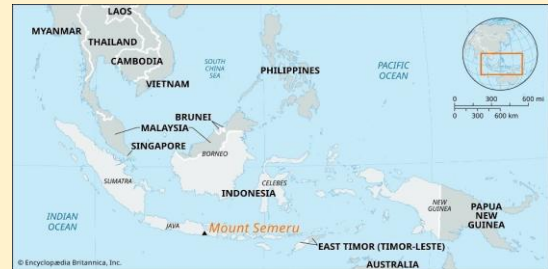 LAOS
MYANMAR
THAILAND
CAMBODIA
VIETNAM
SOUTH
CHINA
SEA
PHILIPPINES
PACIFIC
OCEAN
0 300 600 mi
0 300 600 km
BRUNEI
MALAYSIA
SINGAPORE
BORNEO
SUMATRA
INDONESIA
CELEBES
NEW
GUINEA
PAPUA
NEW
GUINEA
INDIAN
OCEAN
JAVA
Mount Semeru
EAST TIMOR (TIMOR-LESTE)
AUSTRALIA
© Encyclopædia Britannica, Inc.